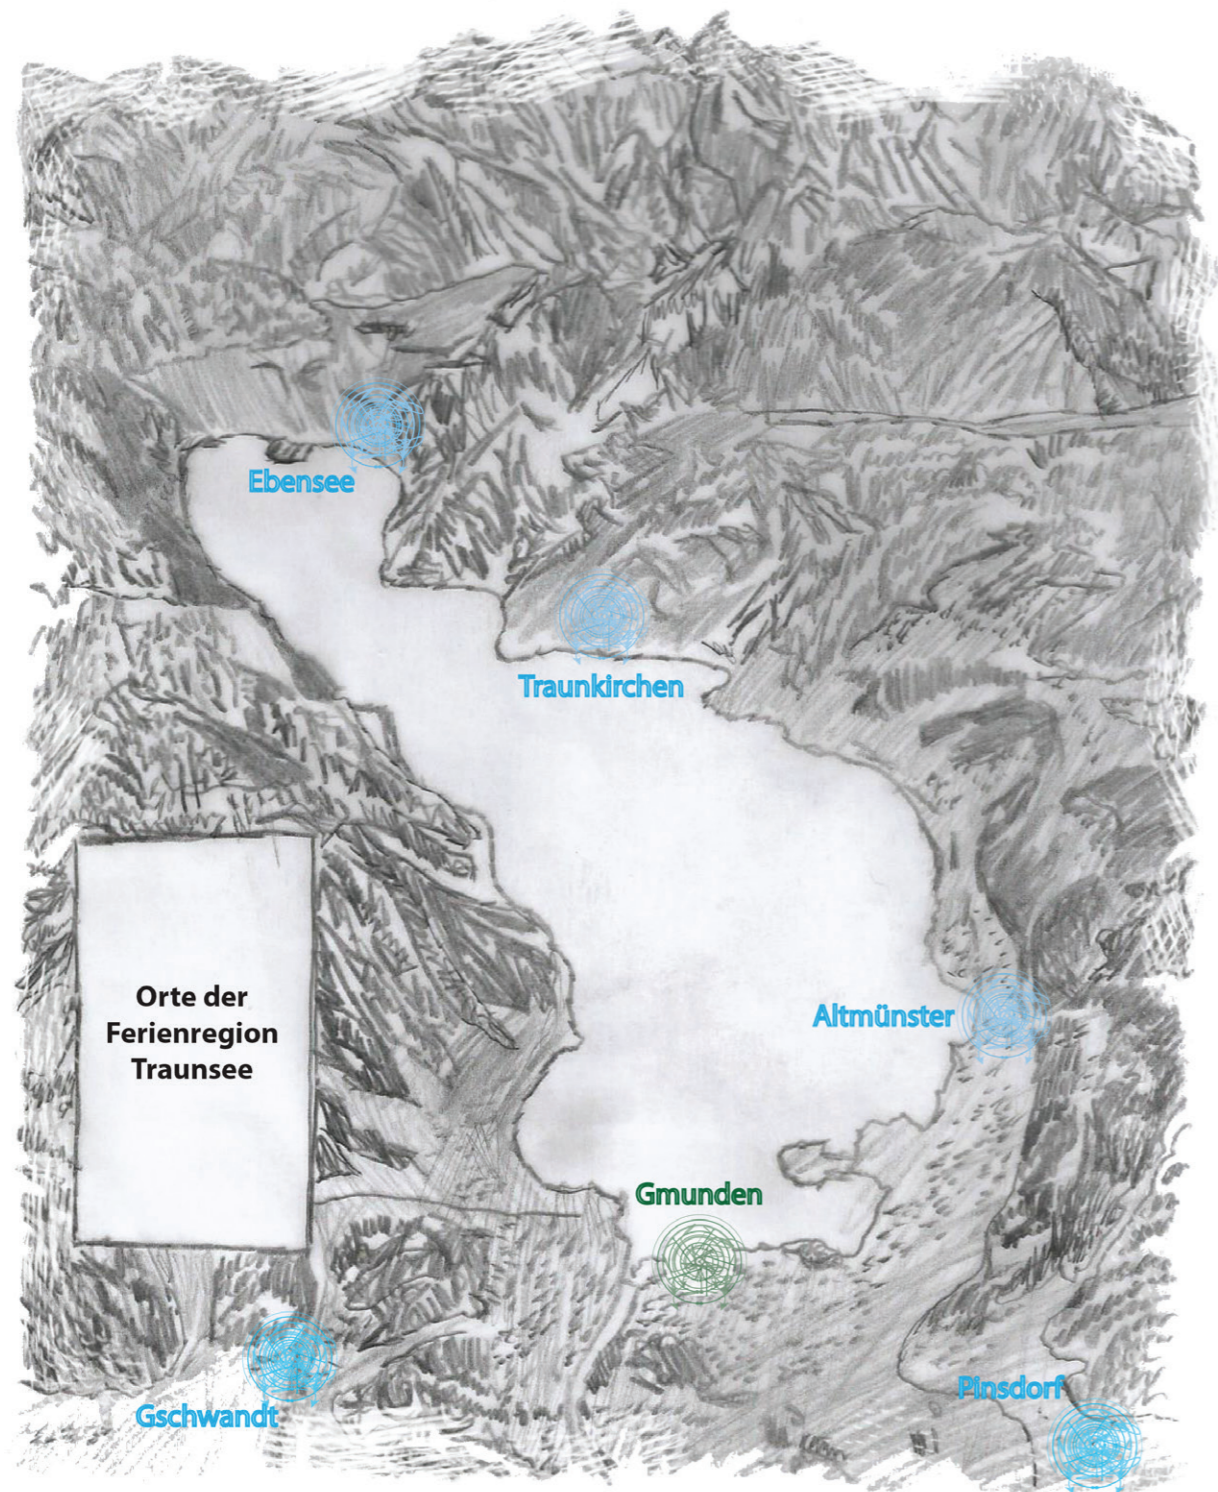 Ebensee
Traunkirchen
Orte der
Ferienregion
Traunsee
Altmünster
Gmunden
Gschwandt
Pinsdorf